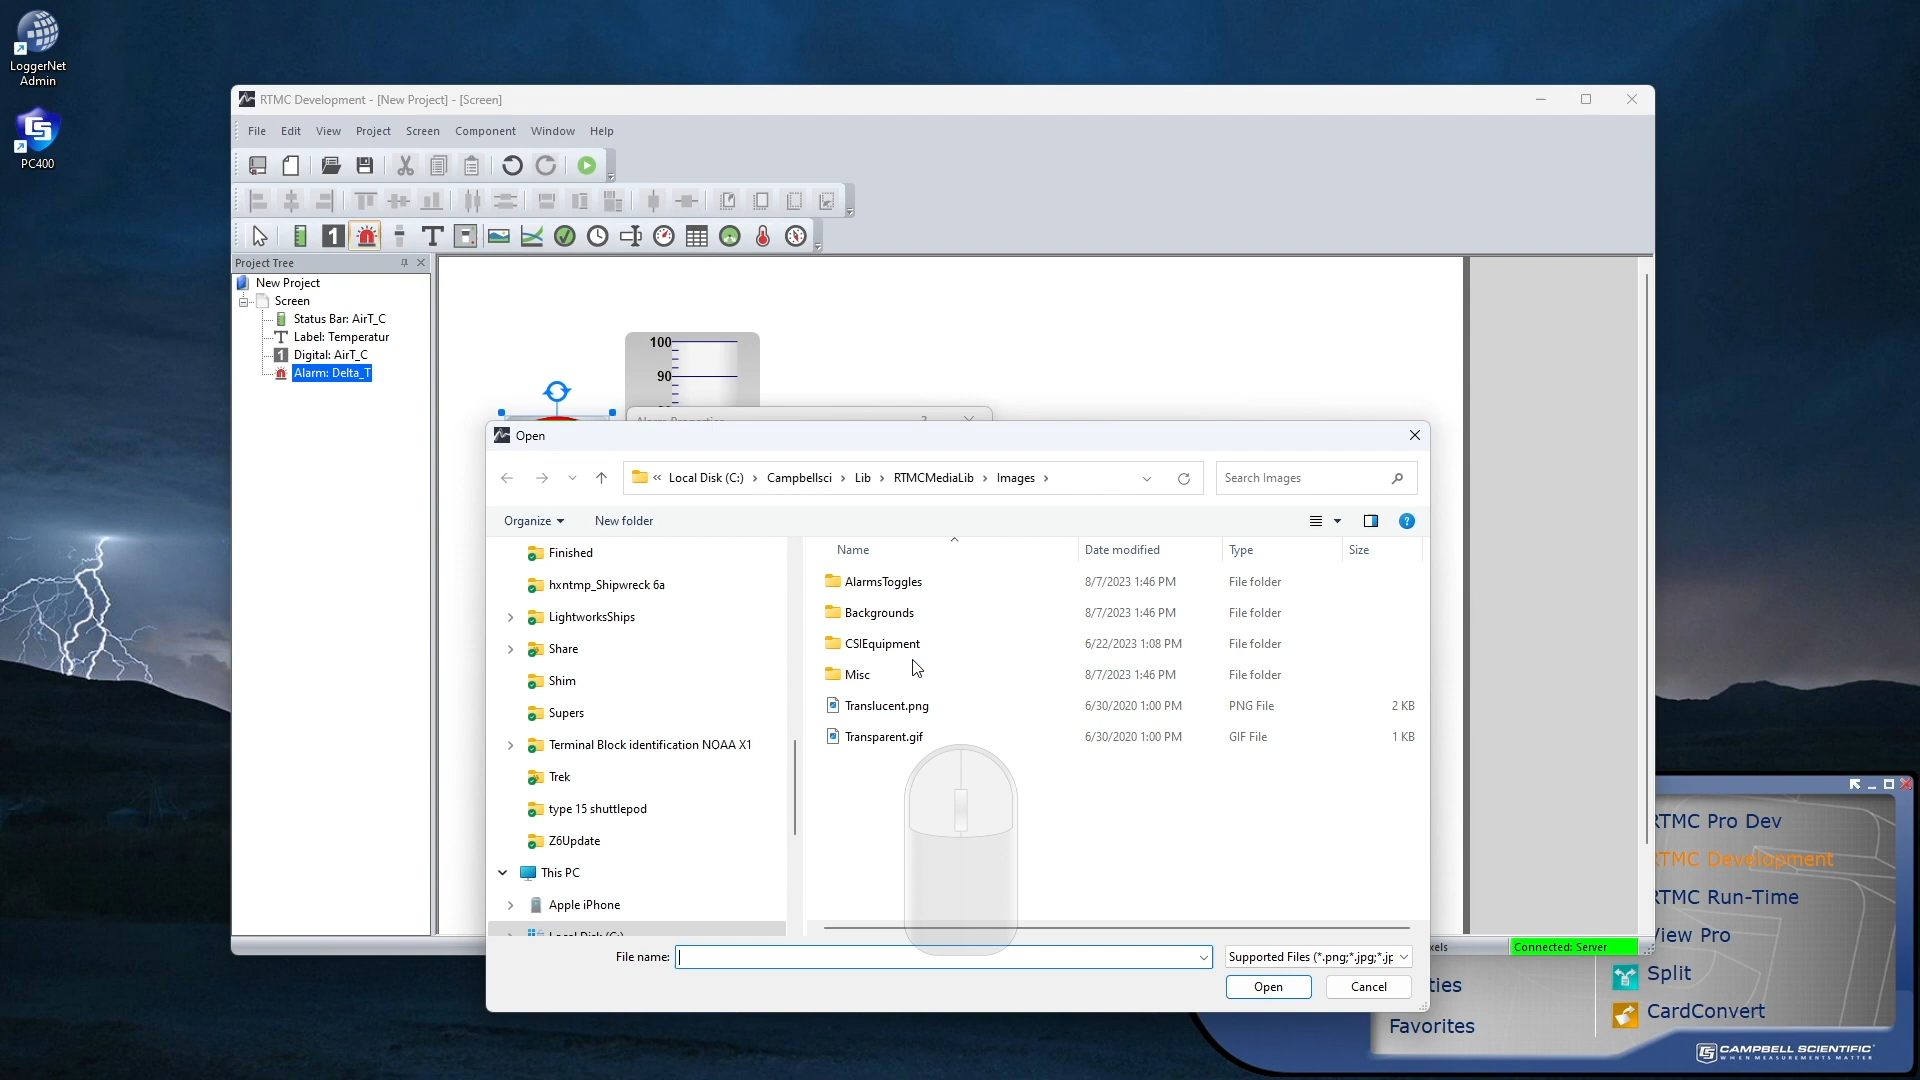 LoggerNet
Admin
PC400
RTMC Development - [New Project] - [Screen]
File Edit View Project Screen Component Window Help
Project Tree
New Project
Screen
Status Bar: AirT_C
Label: Temperatur
Digital: AirT_C
Alarm: Delta_T
100
90
Open
« Local Disk (C:) › Campbellsci › Lib › RTMCMediaLib › Images ›
Search Images
Organize
New folder
Finished
hxntmp_Shipwreck 6a
LightworksShips
Share
Shim
Supers
Terminal Block identification NOAA X1
Trek
type 15 shuttlepod
Z6Update
This PC
Apple iPhone
Local Disk (C:)
Name Date modified Type Size
AlarmsToggles 8/7/2023 1:46 PM File folder
Backgrounds 8/7/2023 1:46 PM File folder
CSIEquipment 6/22/2023 1:08 PM File folder
Misc 8/7/2023 1:46 PM File folder
Translucent.png 6/30/2020 1:00 PM PNG File 2 KB
Transparent.gif 6/30/2020 1:00 PM GIF File 1 KB
File name:
Supported Files (*.png;*.jpg;*.jp
Open
Cancel
Connected: Server
RTMC Pro Dev
RTMC Development
RTMC Run-Time
View Pro
Split
CardConvert
Favorites
CAMPBELL SCIENTIFIC
WHEN MEASUREMENTS MATTER